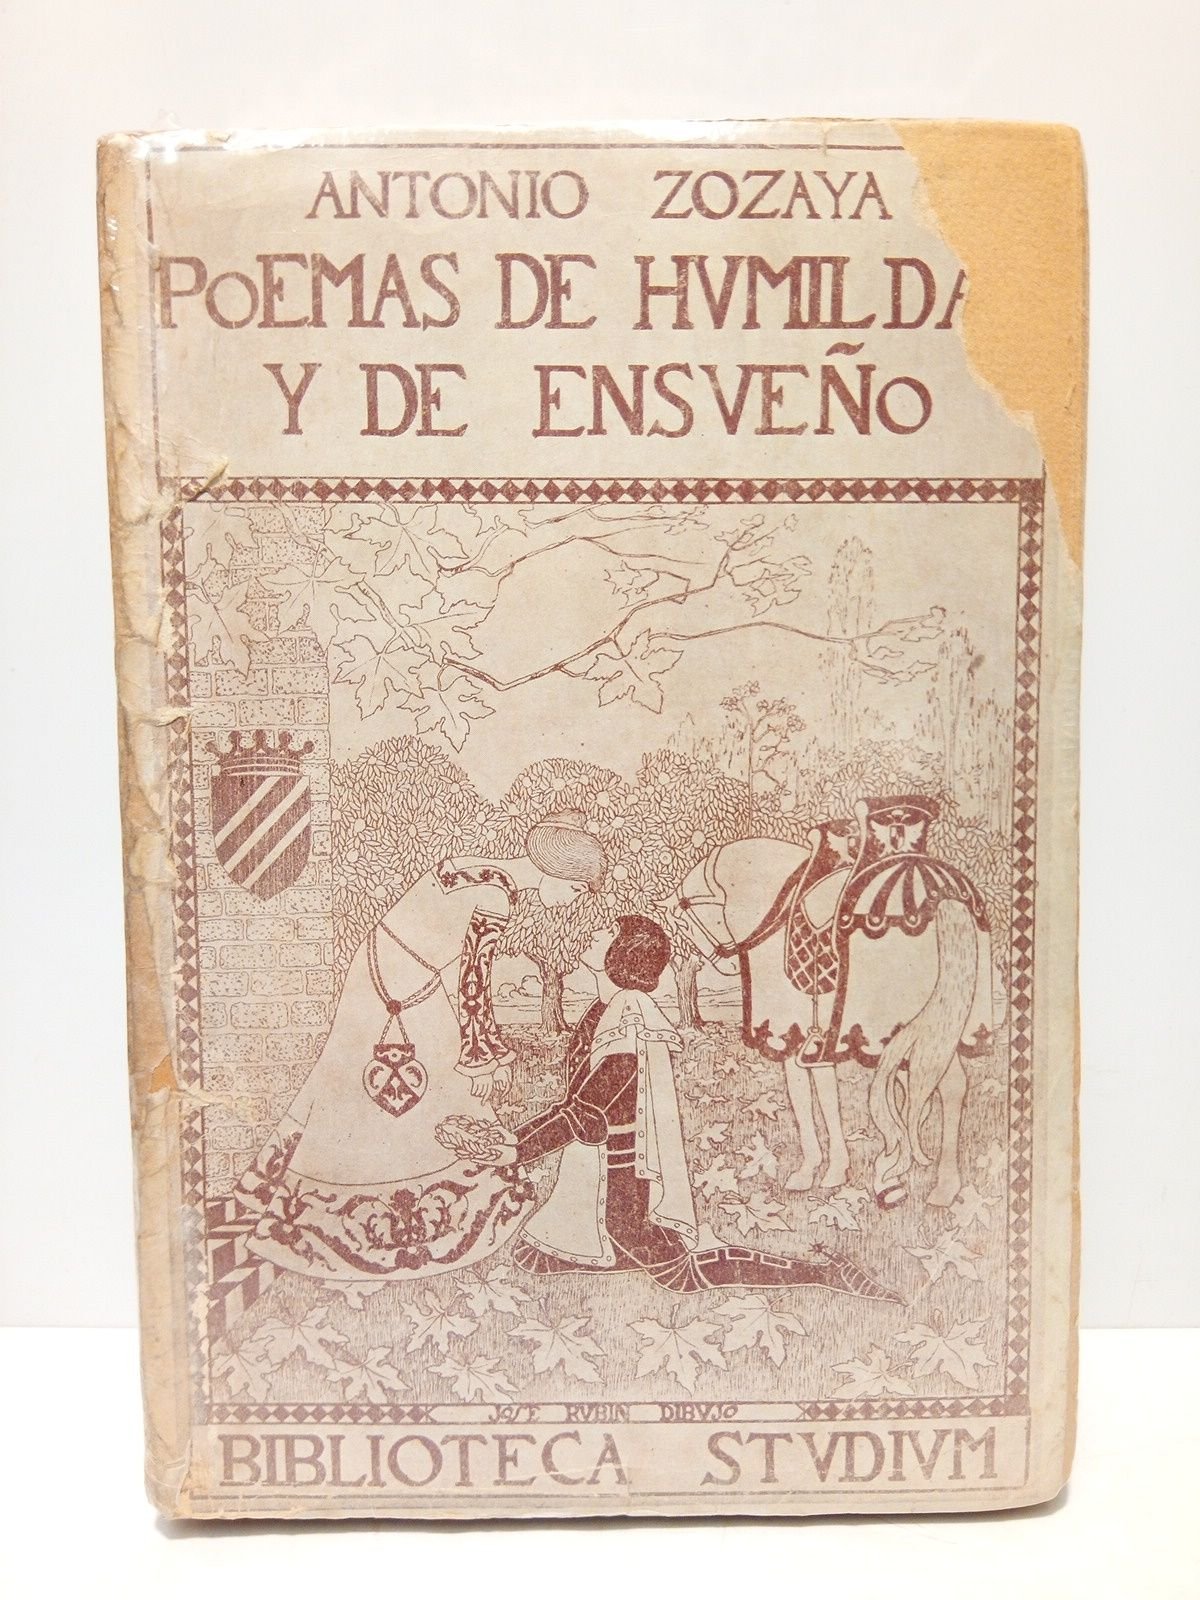 ANTONIO ZOZAYA
POEMAS DE HVMILDA
Y DE ENSVEÑO
JOSE RVBIN DIBVJO
BIBLIOTECA STVDIVM